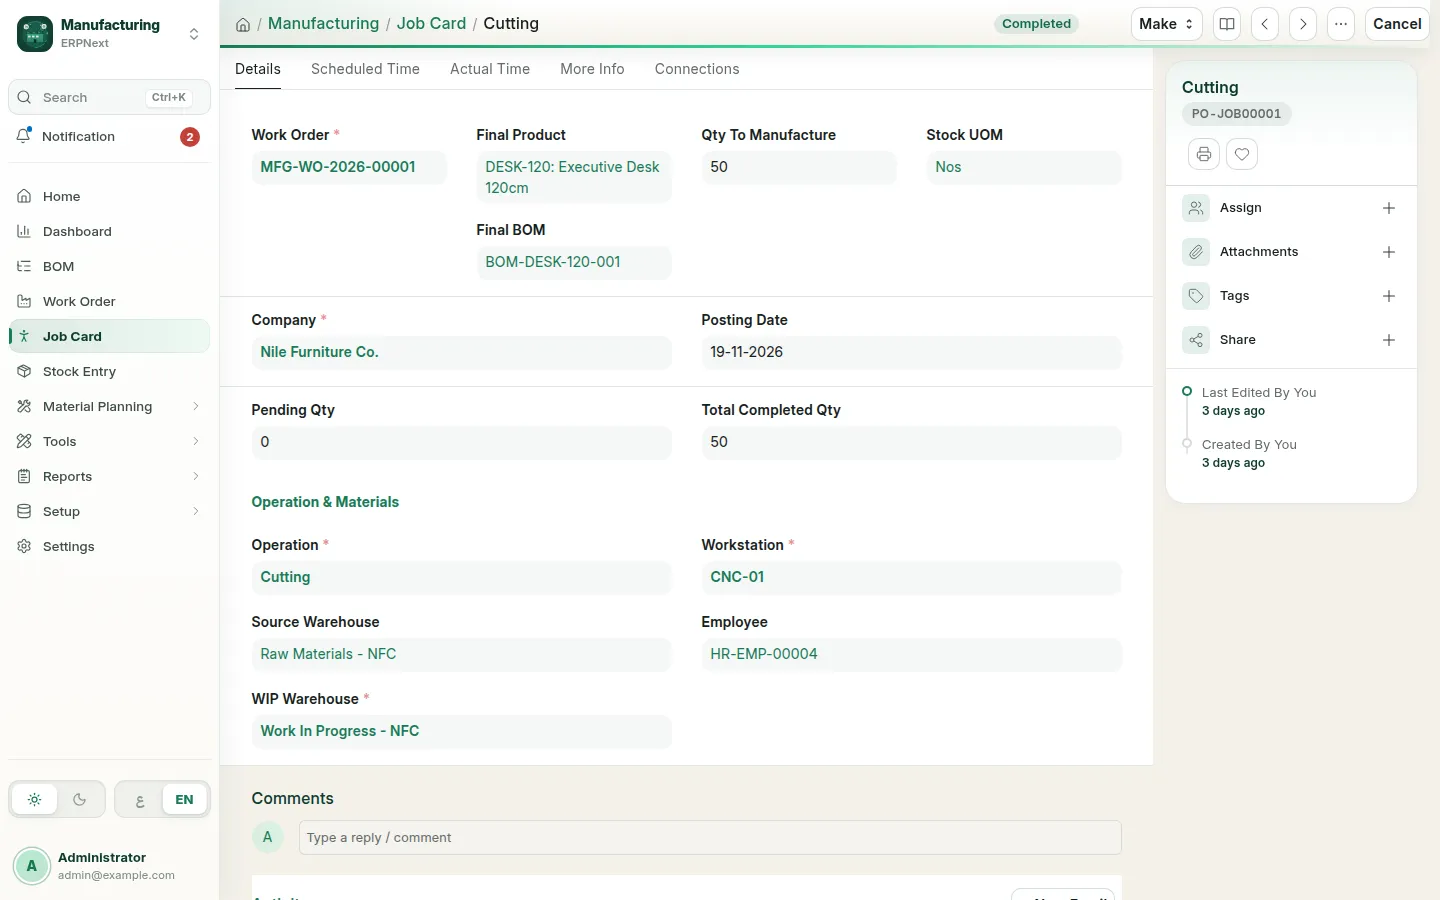 Manufacturing
ERPNext
Search
Ctrl+K
Notification
2
Home
Dashboard
BOM
Work Order
Job Card
Stock Entry
Material Planning
Tools
Reports
Setup
Settings
ع
EN
A
Administrator
admin@example.com
/ Manufacturing / Job Card / Cutting
Completed
Make
Cancel
Details
Scheduled Time
Actual Time
More Info
Connections
Work Order *
MFG-WO-2026-00001
Final Product
DESK-120: Executive Desk
120cm
Final BOM
BOM-DESK-120-001
Qty To Manufacture
50
Stock UOM
Nos
Company *
Nile Furniture Co.
Posting Date
19-11-2026
Pending Qty
0
Total Completed Qty
50
Operation & Materials
Operation *
Cutting
Workstation *
CNC-01
Source Warehouse
Raw Materials - NFC
Employee
HR-EMP-00004
WIP Warehouse *
Work In Progress - NFC
Comments
A
Type a reply / comment
Cutting
PO-JOB00001
Assign
Attachments
Tags
Share
Last Edited By You
3 days ago
Created By You
3 days ago